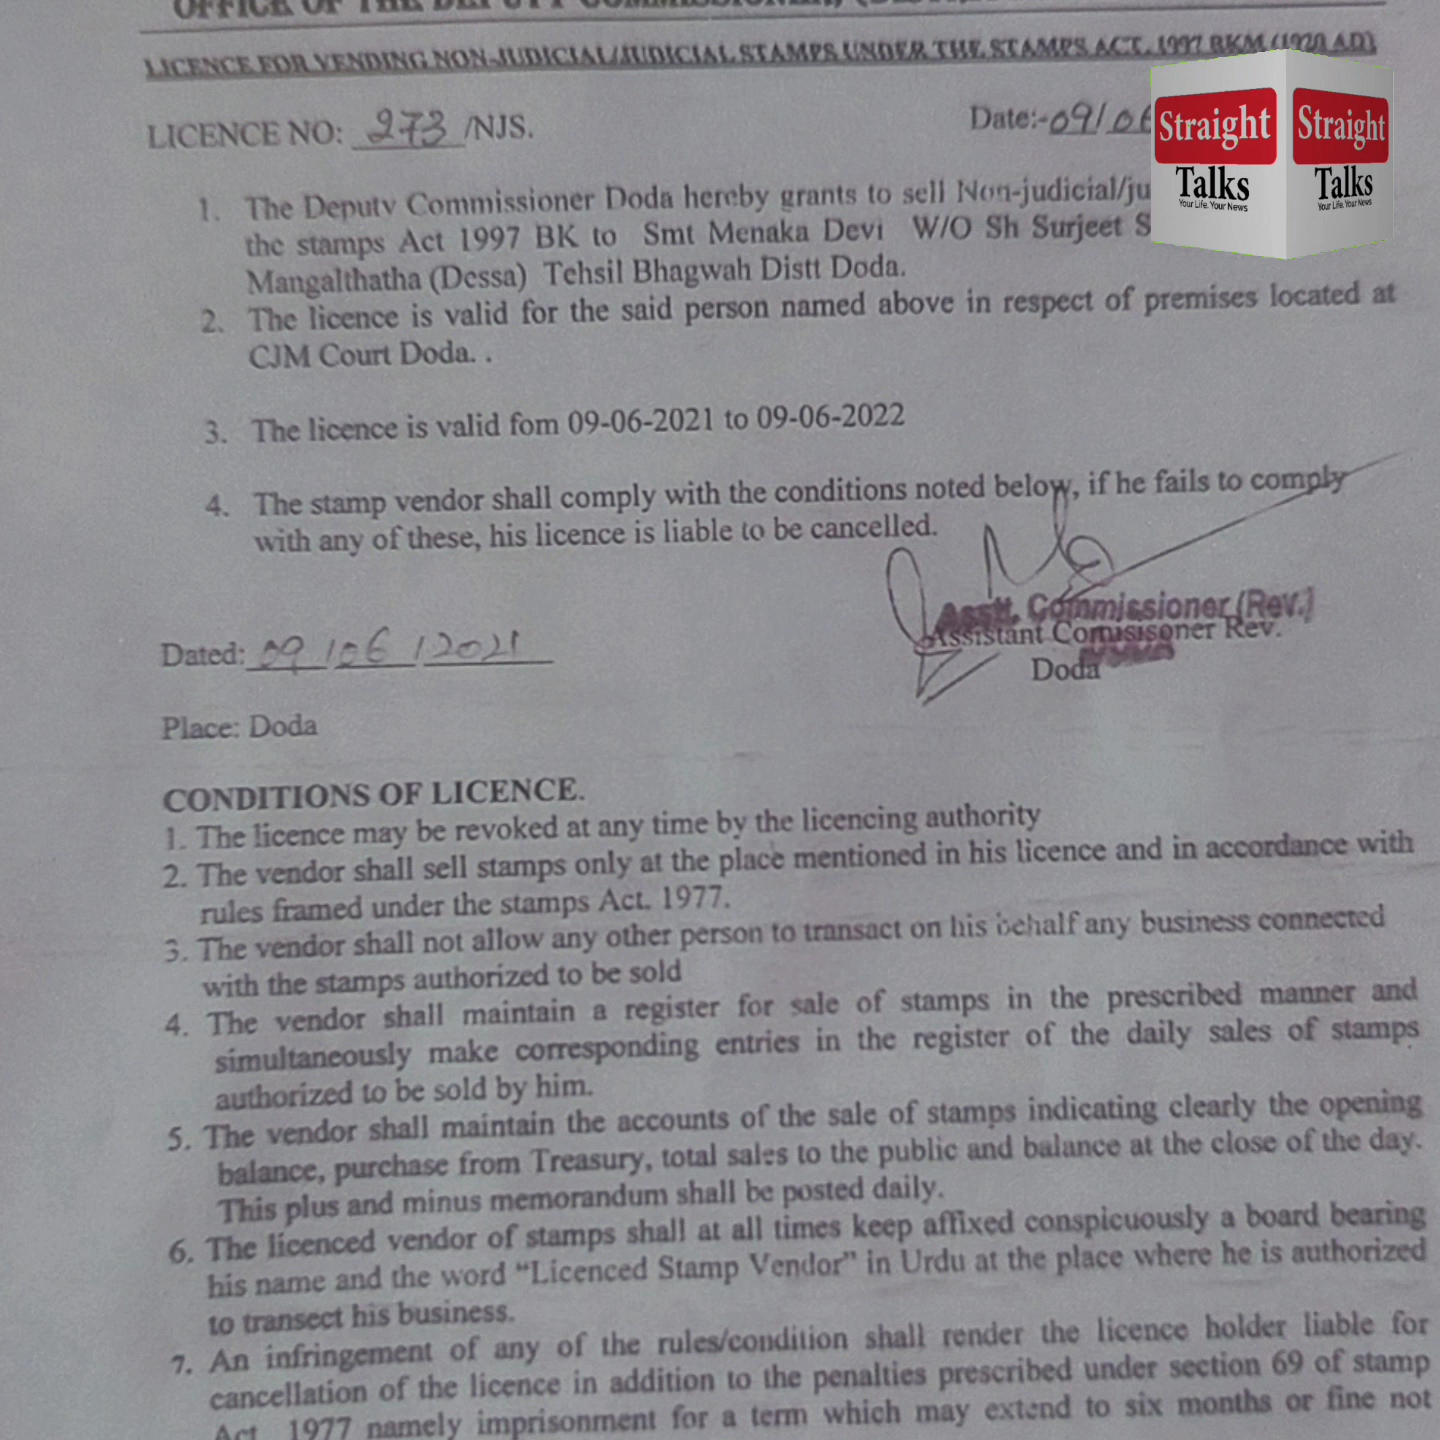 OFFICE OF THE DEPUTY COMMISSIONER,
LICENCE FOR VENDING NON-JUDICIAL/JUDICIAL STAMPS UNDER THE STAMPS ACT, 1997 BKM (1920 AD)
LICENCE NO: 273 /NJS. Date:-09/06
Straight Talks
Your Life. Your News
Straight Talks
Your Life. Your News
1. The Deputy Commissioner Doda hereby grants to sell Non-judicial/ju
the stamps Act 1997 BK to Smt Menaka Devi W/O Sh Surjeet S
Mangalthatha (Dessa) Tehsil Bhagwah Distt Doda.
2. The licence is valid for the said person named above in respect of premises located at
CJM Court Doda. .
3. The licence is valid fom 09-06-2021 to 09-06-2022
4. The stamp vendor shall comply with the conditions noted below, if he fails to comply
with any of these, his licence is liable to be cancelled.
Asstt. Commissioner (Rev.)
Assistant Comisisoner Rev.
DODA
Doda
Dated: 09/06/2021
Place: Doda
CONDITIONS OF LICENCE.
1. The licence may be revoked at any time by the licencing authority
2. The vendor shall sell stamps only at the place mentioned in his licence and in accordance with
rules framed under the stamps Act. 1977.
3. The vendor shall not allow any other person to transact on his behalf any business connected
with the stamps authorized to be sold
4. The vendor shall maintain a register for sale of stamps in the prescribed manner and
simultaneously make corresponding entries in the register of the daily sales of stamps
authorized to be sold by him.
5. The vendor shall maintain the accounts of the sale of stamps indicating clearly the opening
balance, purchase from Treasury, total sales to the public and balance at the close of the day.
This plus and minus memorandum shall be posted daily.
6. The licenced vendor of stamps shall at all times keep affixed conspicuously a board bearing
his name and the word “Licenced Stamp Vendor” in Urdu at the place where he is authorized
to transect his business.
7. An infringement of any of the rules/condition shall render the licence holder liable for
cancellation of the licence in addition to the penalties prescribed under section 69 of stamp
Act 1977 namely imprisonment for a term which may extend to six months or fine not